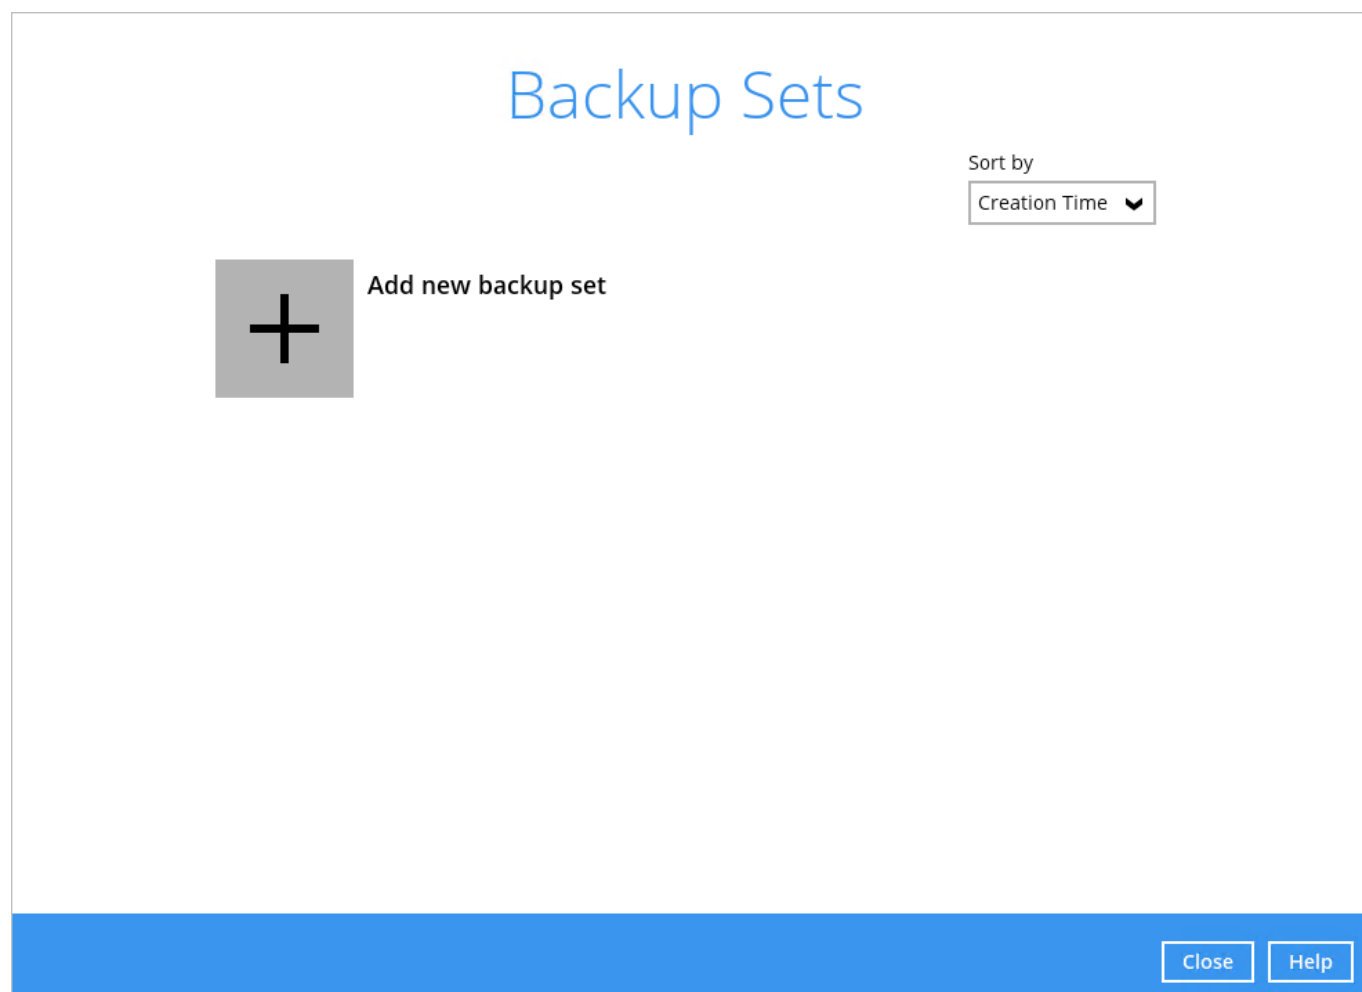 Backup Sets
Sort by
Creation Time
Add new backup set
Close
Help